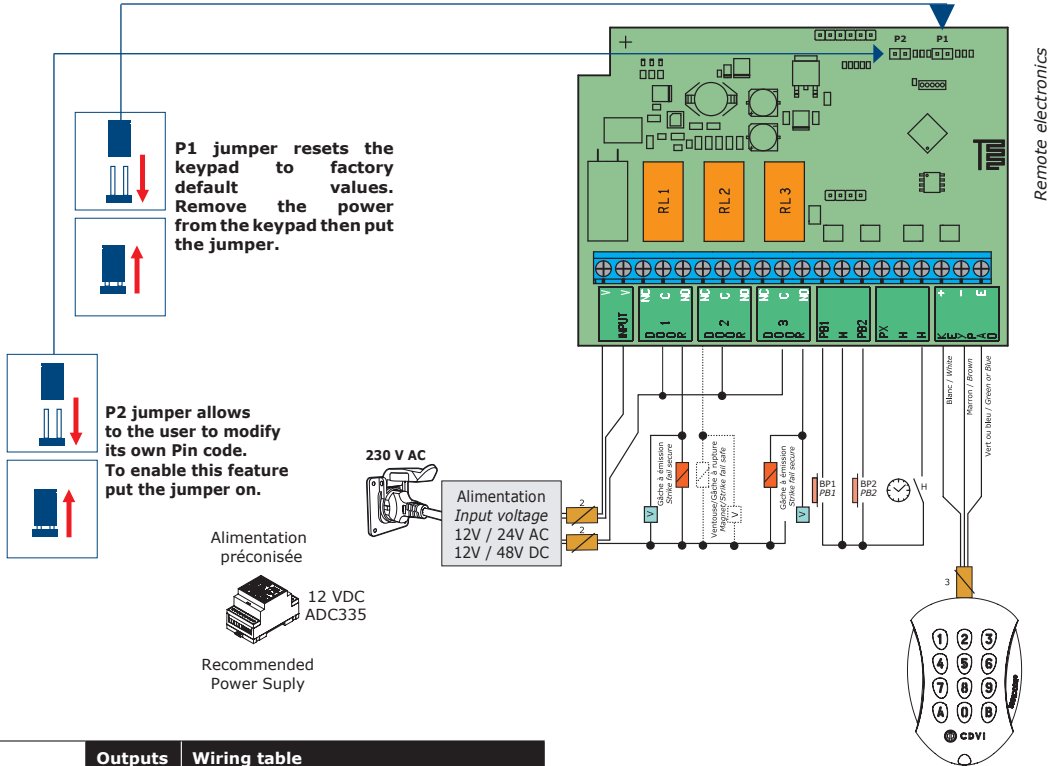 P2 P1
Remote electronics
P1 jumper resets the
keypad to factory
default values.
Remove the power
from the keypad then put
the jumper.
RL1 RL2 RL3
V V NC C NO NC C NO NC C NO + – E
INPUT DOOR 1 DOOR 2 DOOR 3 PB1 M PB2 PX H H KEYPAD
P2 jumper allows
to the user to modify
its own Pin code.
To enable this feature
put the jumper on.
230 V AC
Alimentation
Input voltage
12V / 24V AC
12V / 48V DC
2
2
Gâche à émission
Strike fail secure
V
Ventouse/Gâche à rupture
Magnet/Strike fail safe
V
Gâche à émission
Strike fail secure
V
BP1
PB1
BP2
PB2
H
Blanc / White
Marron / Brown
Vert ou bleu / Green or Blue
3
Alimentation
préconisée
12 VDC
ADC335
Recommended
Power Suply
1 2 3
4 5 6
7 8 9
A 0 B
CDVI
Outputs Wiring table